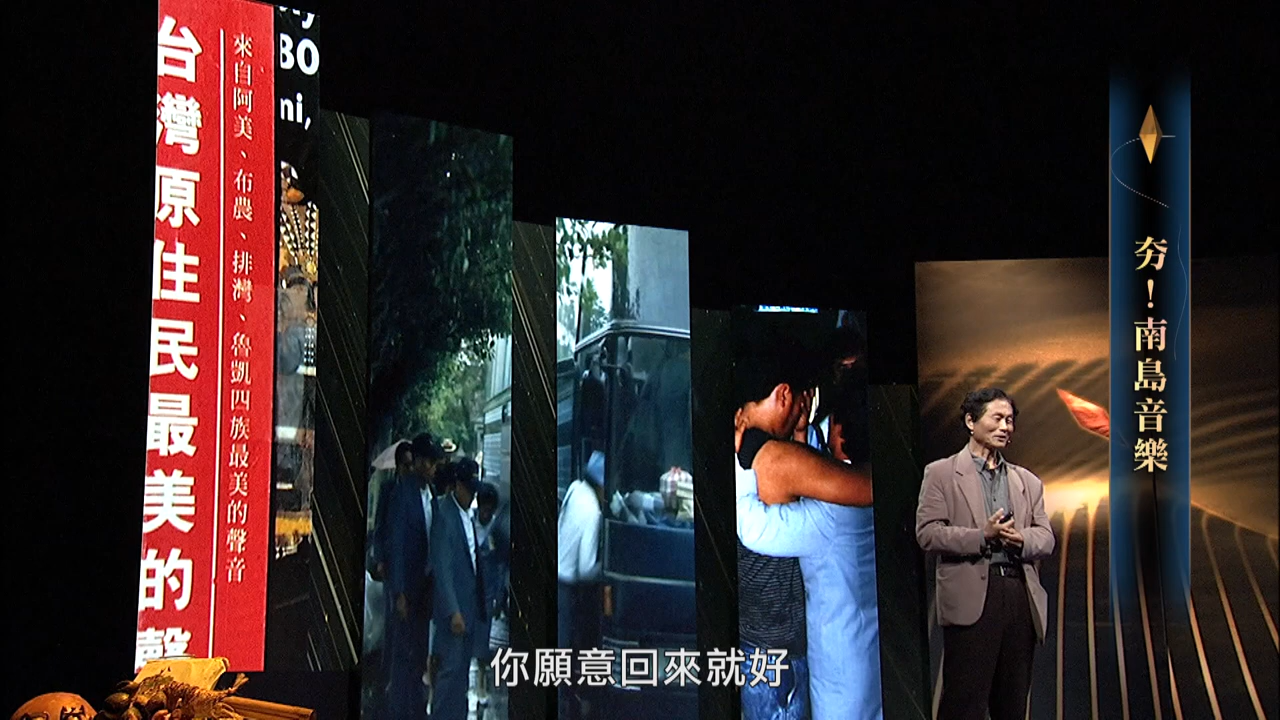 台灣原住民最美的聲
來自阿美、布農、排灣、魯凱四族最美的聲音
BO
ni,
夯！南島音樂
你願意回來就好